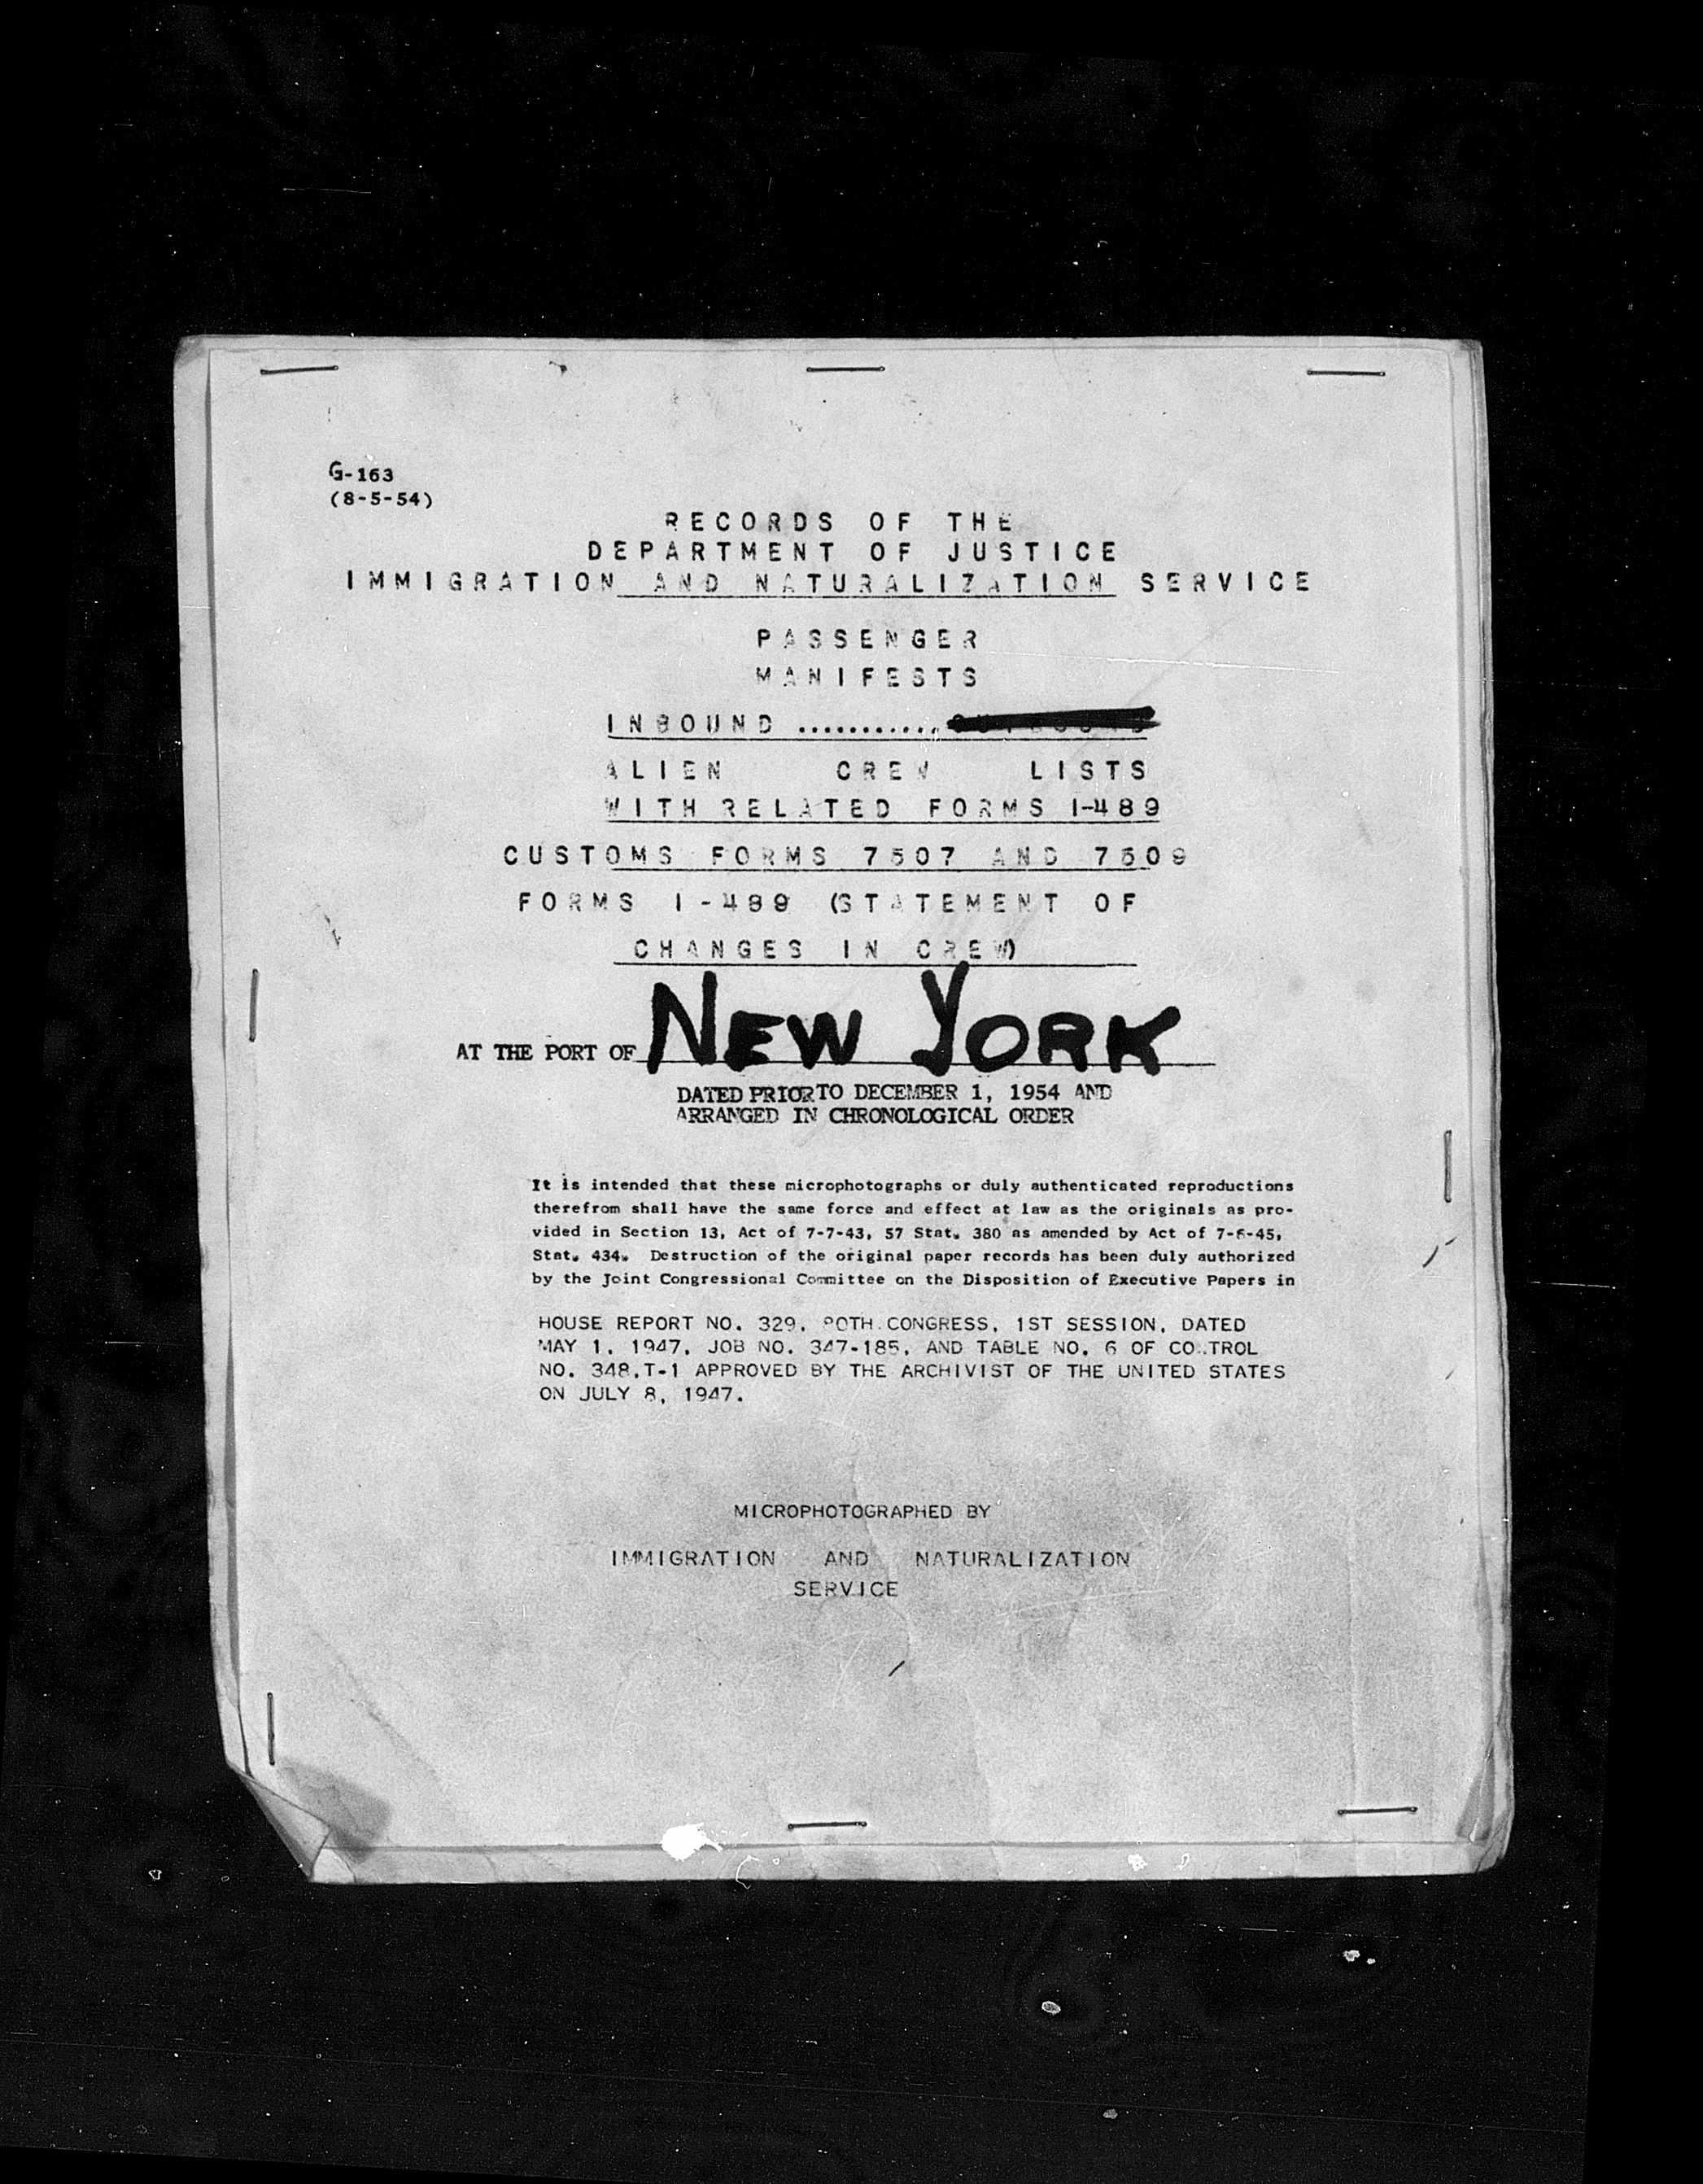 G-163
(8-5-54)
RECORDS OF THE
DEPARTMENT OF JUSTICE
IMMIGRATION AND NATURALIZATION SERVICE
PASSENGER
MANIFESTS
INBOUND ...........
ALIEN CREW LISTS
WITH RELATED FORMS I-489
CUSTOMS FORMS 7507 AND 7509
FORMS I-489 (STATEMENT OF
CHANGES IN CREW)
AT THE PORT OF NEW YORK
DATED PRIOR TO DECEMBER 1, 1954 AND
ARRANGED IN CHRONOLOGICAL ORDER
It is intended that these microphotographs or duly authenticated reproductions
therefrom shall have the same force and effect at law as the originals as pro-
vided in Section 13, Act of 7-7-43, 57 Stat. 380 as amended by Act of 7-6-45,
Stat. 434. Destruction of the original paper records has been duly authorized
by the Joint Congressional Committee on the Disposition of Executive Papers in
HOUSE REPORT NO. 329, 80TH CONGRESS, 1ST SESSION, DATED
MAY 1, 1947, JOB NO. 347-185, AND TABLE NO. 6 OF CONTROL
NO. 348.T-1 APPROVED BY THE ARCHIVIST OF THE UNITED STATES
ON JULY 8, 1947.
MICROPHOTOGRAPHED BY
IMMIGRATION AND NATURALIZATION
SERVICE